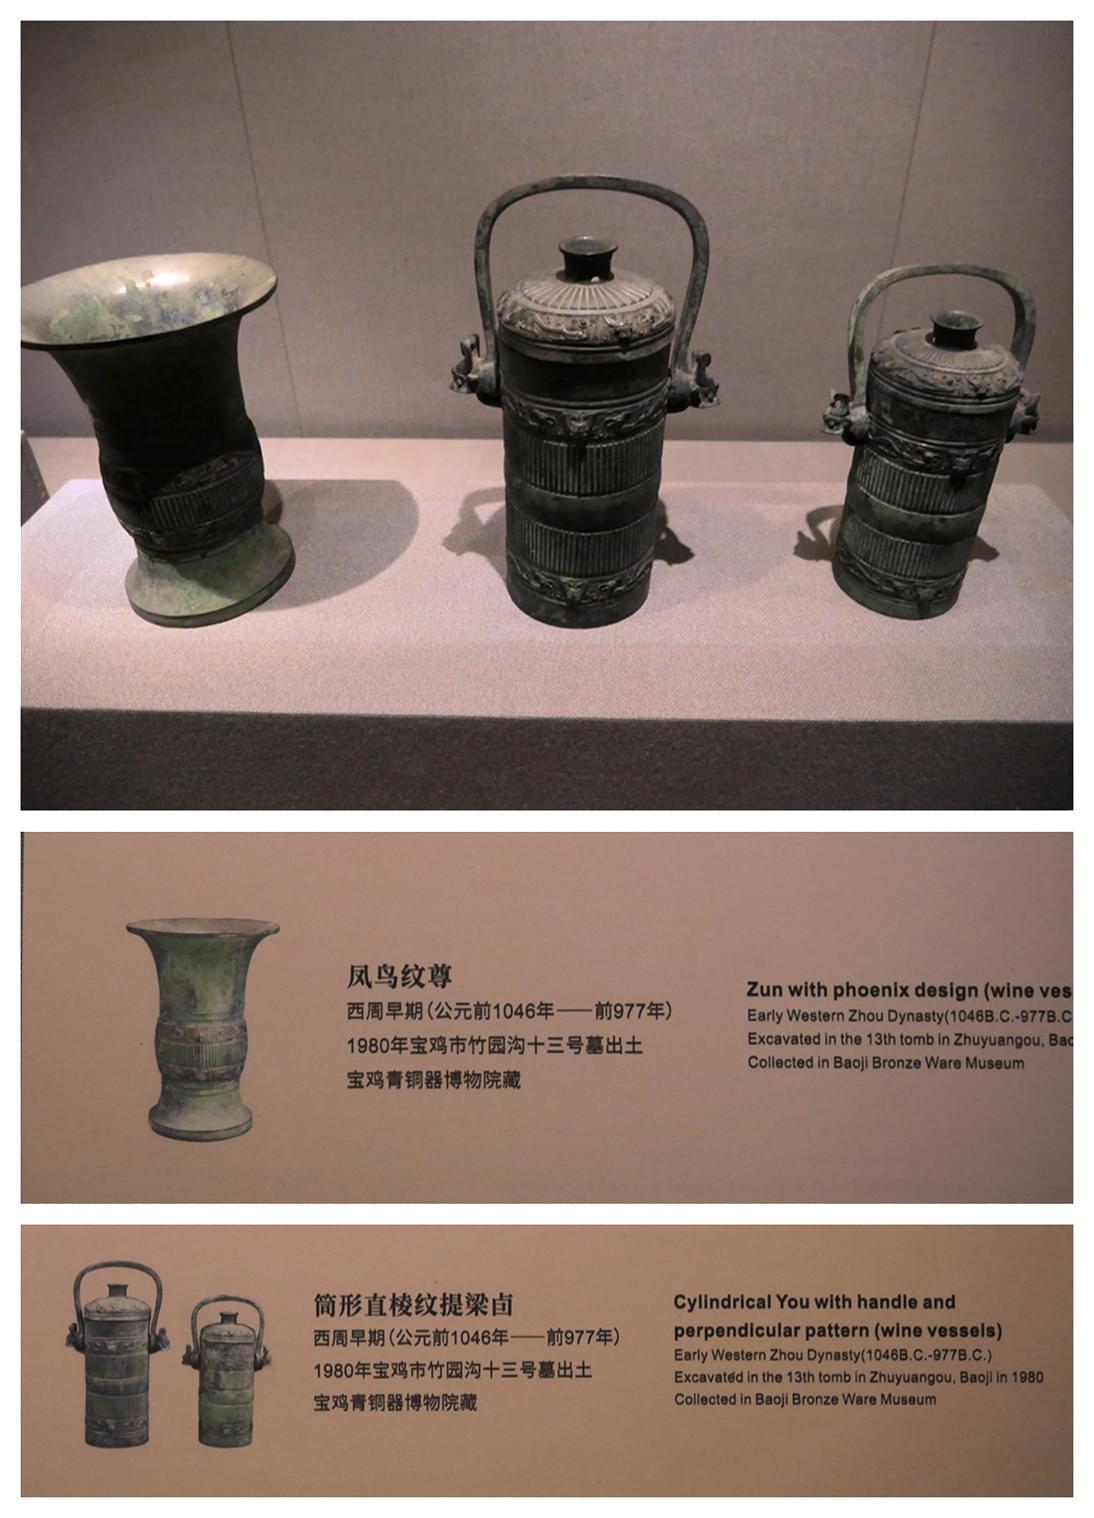 凤鸟纹尊
西周早期(公元前1046年——前977年)
1980年宝鸡市竹园沟十三号墓出土
宝鸡青铜器博物院藏
Zun with phoenix design (wine ves
Early Western Zhou Dynasty(1046B.C.-977B.C
Excavated in the 13th tomb in Zhuyuangou, Bao
Collected in Baoji Bronze Ware Museum
筒形直棱纹提梁卣
西周早期(公元前1046年——前977年)
1980年宝鸡市竹园沟十三号墓出土
宝鸡青铜器博物院藏
Cylindrical You with handle and
perpendicular pattern (wine vessels)
Early Western Zhou Dynasty(1046B.C.-977B.C.)
Excavated in the 13th tomb in Zhuyuangou, Baoji in 1980
Collected in Baoji Bronze Ware Museum